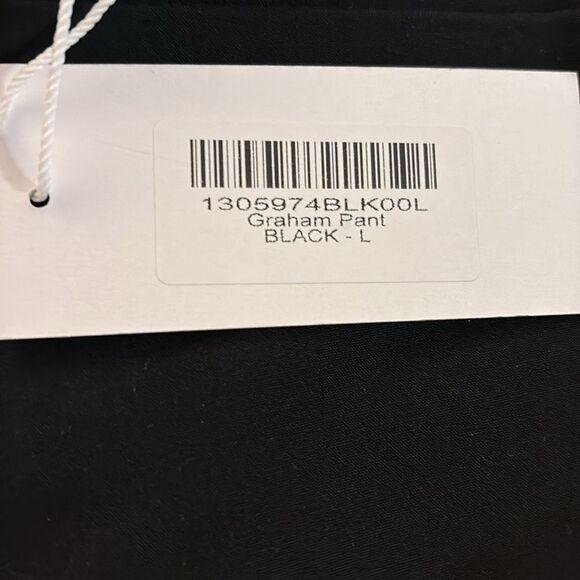 1305974BLK00L
Graham Pant
BLACK - L